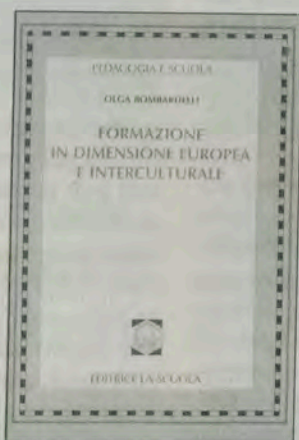 PEDAGOGIA E SCUOLA
OLGA BOMBARDELLI
FORMAZIONE
IN DIMENSIONE EUROPEA
E INTERCULTURALE
EDITRICE LA SCUOLA